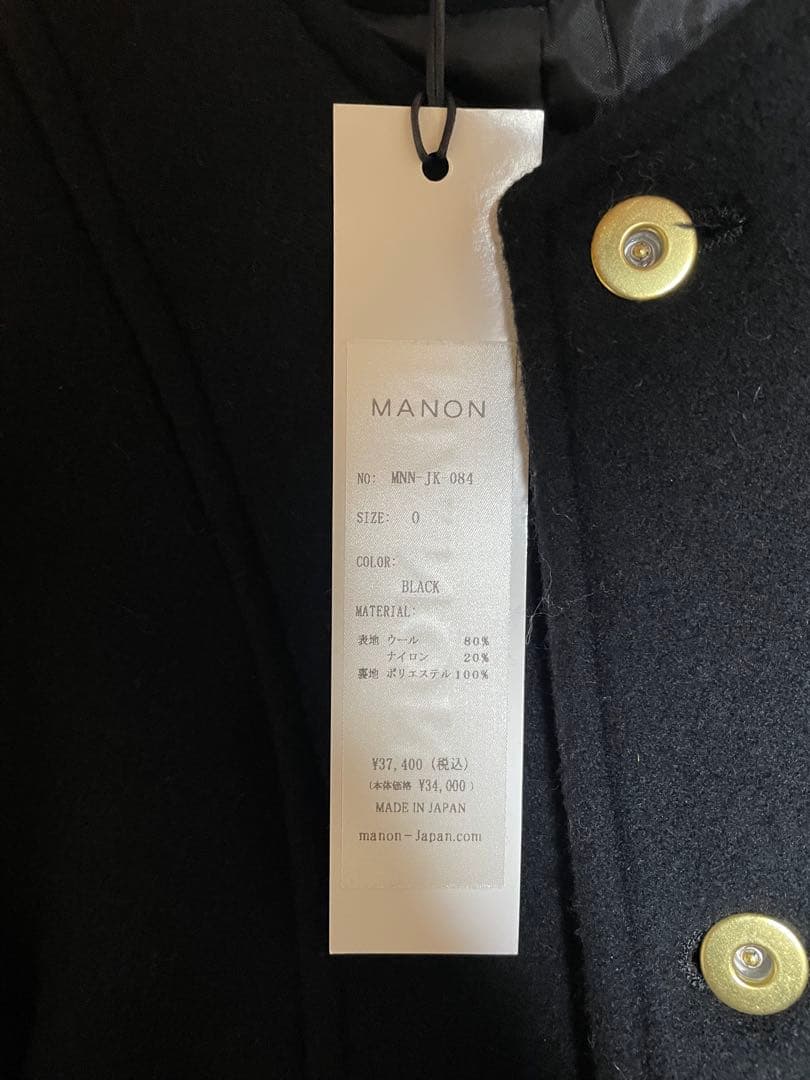 MANON
NO: MNN-JK 084
SIZE: 0
COLOR:
BLACK
MATERIAL:
表地 ウール 80%
ナイロン 20%
裏地 ポリエステル 100%
¥37,400 (税込)
(本体価格 ¥34,000 )
MADE IN JAPAN
manon-Japan.com